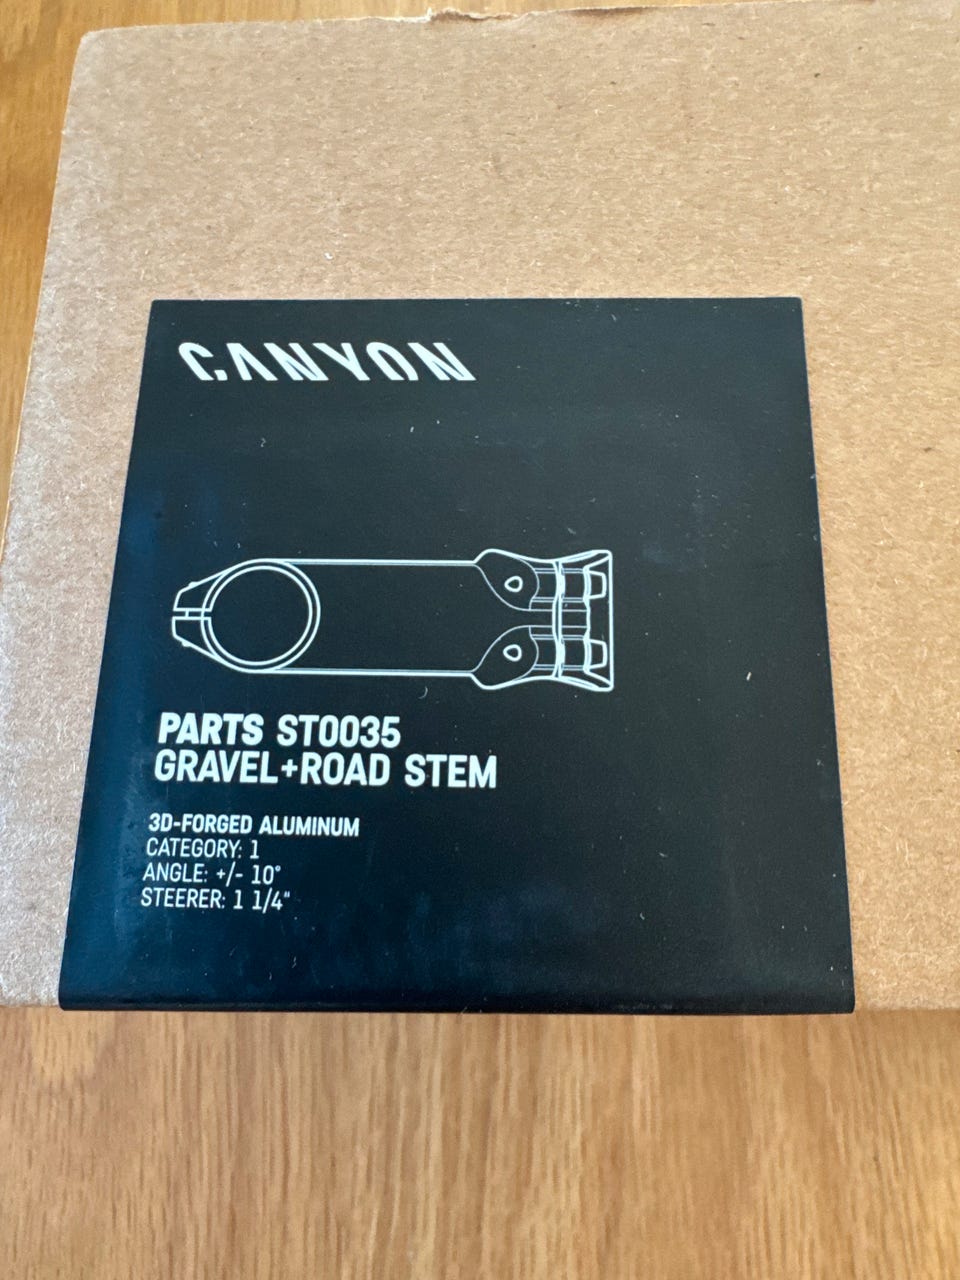 CANYON
PARTS ST0035
GRAVEL+ROAD STEM
3D-FORGED ALUMINUM
CATEGORY: 1
ANGLE: +/- 10°
STEERER: 1 1/4"